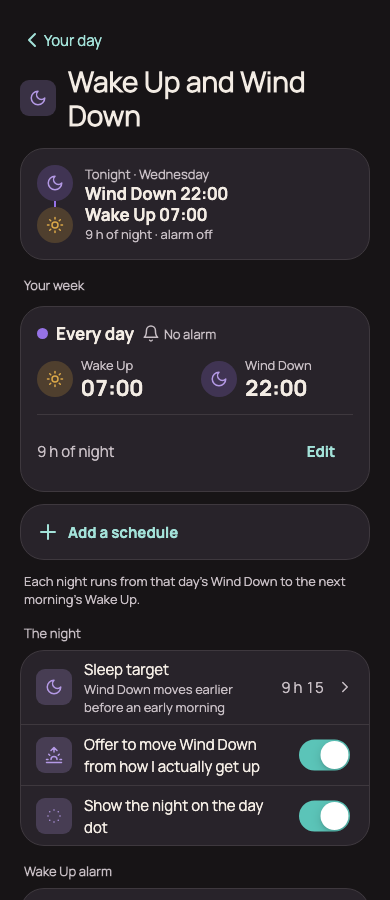 Your day
Wake Up and Wind
Down
Tonight · Wednesday
Wind Down 22:00
Wake Up 07:00
9 h of night · alarm off
Your week
Every day No alarm
Wake Up Wind Down
07:00 22:00
9 h of night Edit
Add a schedule
Each night runs from that day's Wind Down to the next
morning's Wake Up.
The night
Sleep target
Wind Down moves earlier 9 h 15
before an early morning
Offer to move Wind Down
from how I actually get up
Show the night on the day
dot
Wake Up alarm